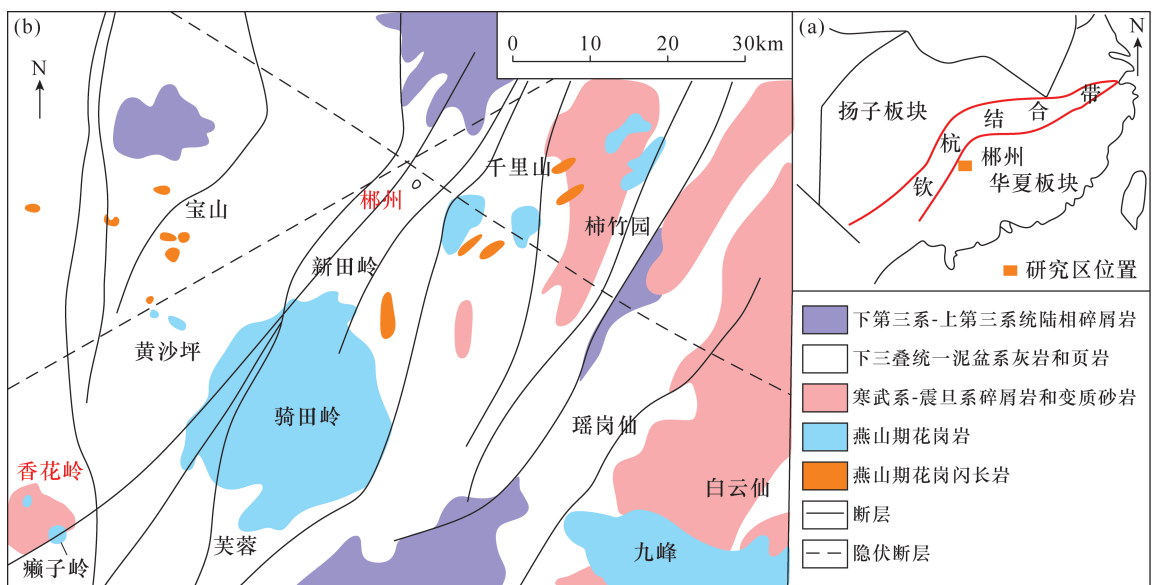 (b)
N
0 10 20 30km
千里山
郴州
宝山
柿竹园
新田岭
黄沙坪
骑田岭
瑶岗仙
香花岭
白云仙
芙蓉
九峰
癞子岭
(a)
N
扬子板块
钦
杭
结
合
带
郴州
华夏板块
研究区位置
下第三系-上第三系统陆相碎屑岩
下三叠统一泥盆系灰岩和页岩
寒武系-震旦系碎屑岩和变质砂岩
燕山期花岗岩
燕山期花岗闪长岩
断层
隐伏断层